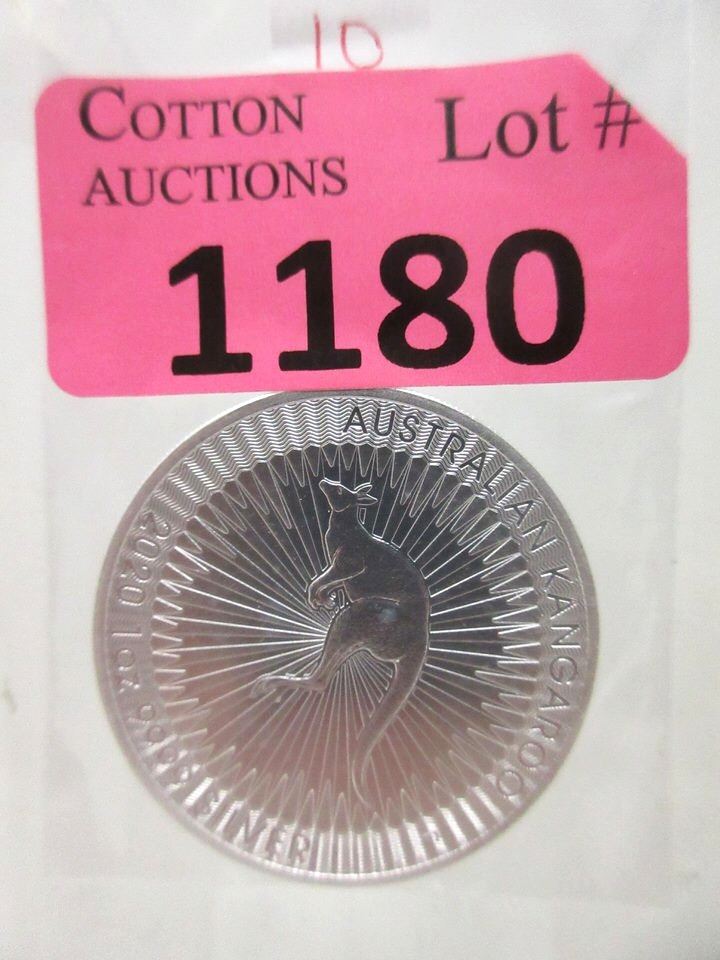 10
COTTON
AUCTIONS
Lot #
1180
AUSTRALIAN KANGAROO
2020 1oz 9999 SILVER